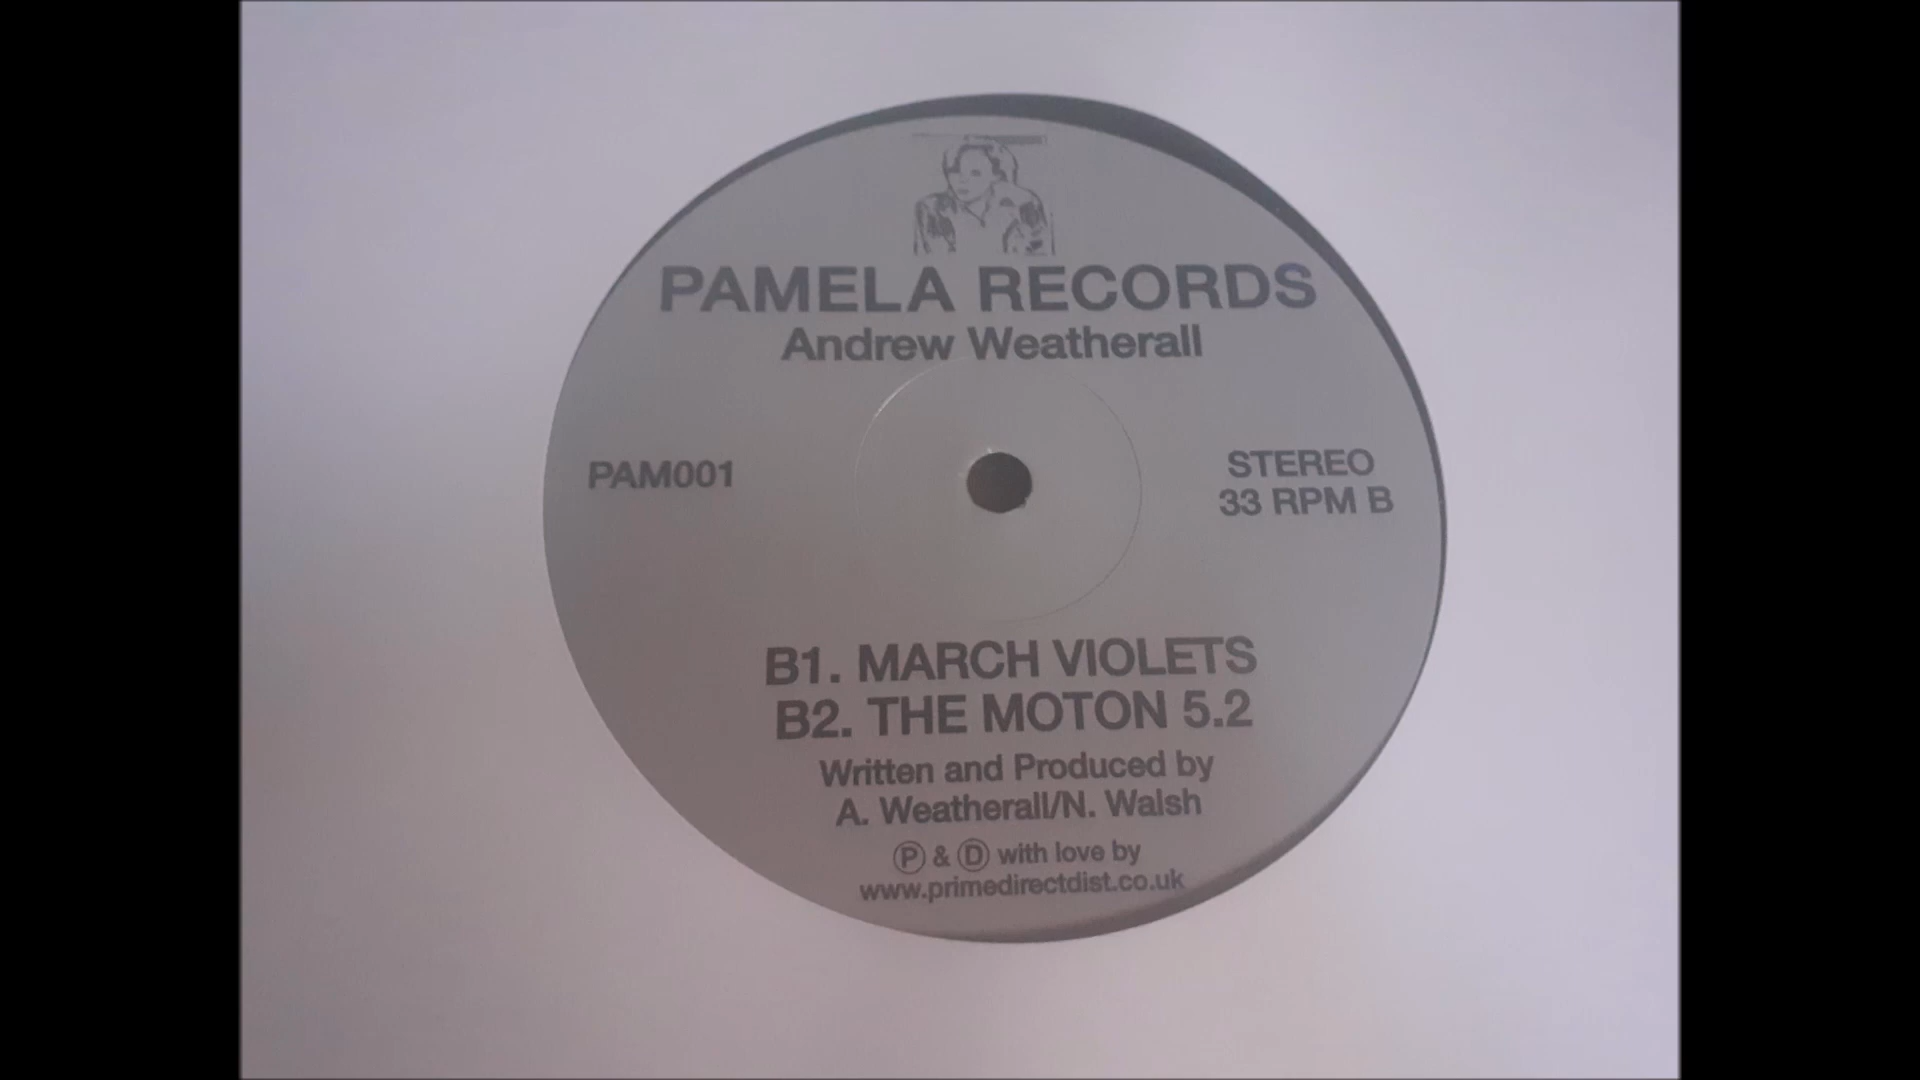 PAMELA RECORDS
Andrew Weatherall
PAM001
STEREO
33 RPM B
B1. MARCH VIOLETS
B2. THE MOTON 5.2
Written and Produced by
A. Weatherall/N. Walsh
Ⓟ & Ⓓ with love by
www.primedirectdist.co.uk